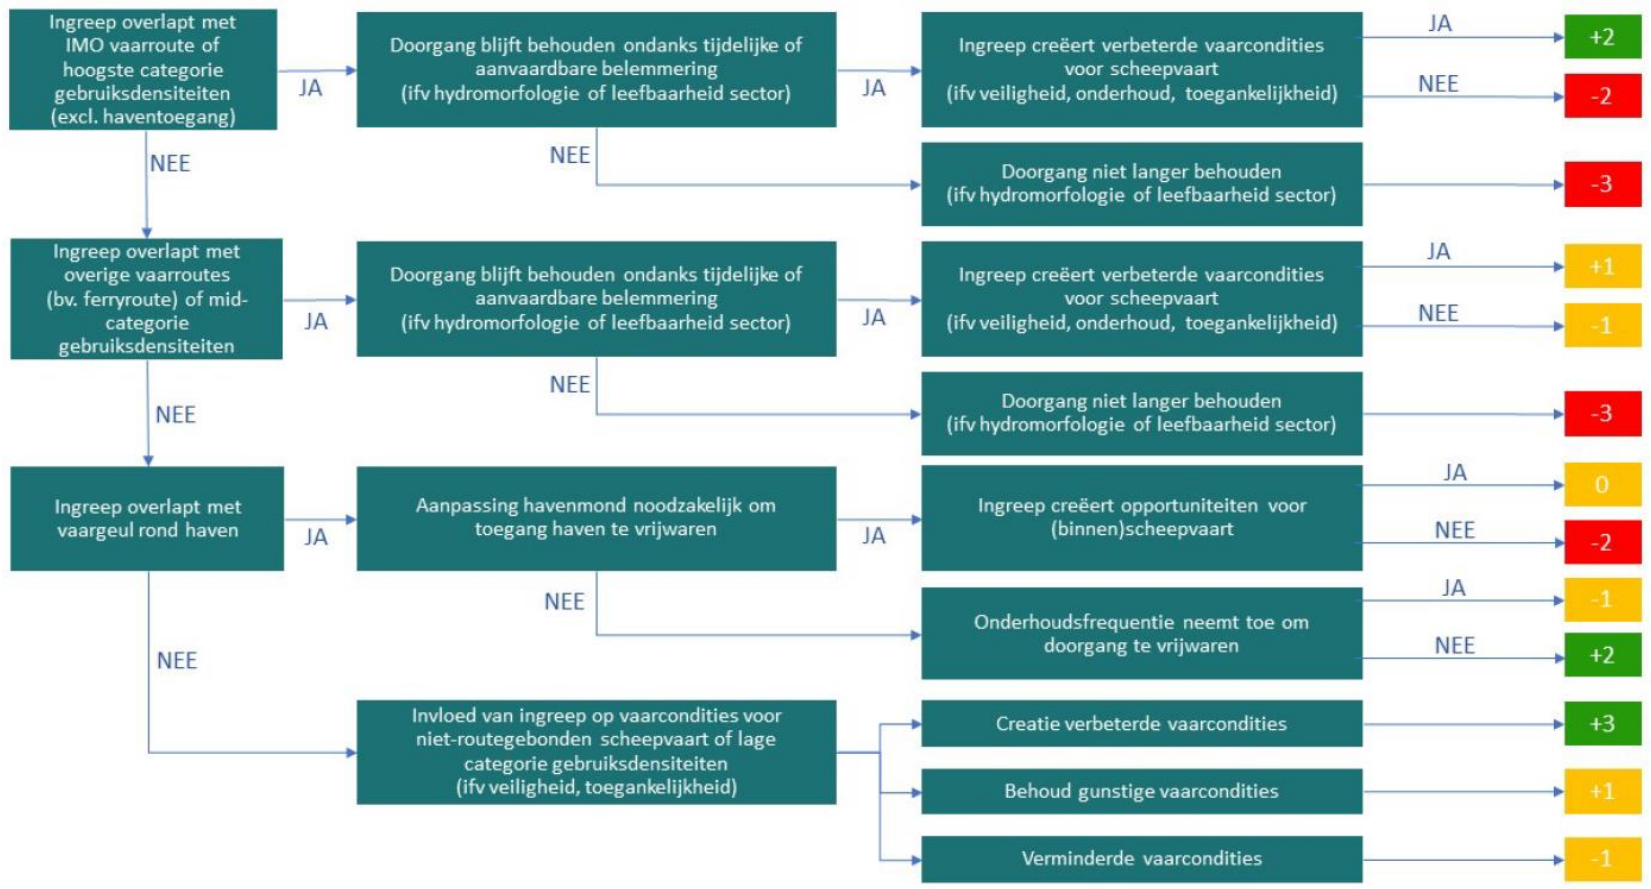 Ingreep overlapt met
IMO vaarroute of
hoogste categorie
gebruiksdensiteiten
(excl. haventoegang)
JA
Doorgang blijft behouden ondanks tijdelijke of
aanvaardbare belemmering
(ifv hydromorfologie of leefbaarheid sector)
JA
Ingreep creëert verbeterde vaarcondities
voor scheepvaart
(ifv veiligheid, onderhoud, toegankelijkheid)
JA
+2
NEE
-2
NEE
NEE
Doorgang niet langer behouden
(ifv hydromorfologie of leefbaarheid sector)
-3
Ingreep overlapt met
overige vaarroutes
(bv. ferryroute) of mid-
categorie
gebruiksdensiteiten
JA
Doorgang blijft behouden ondanks tijdelijke of
aanvaardbare belemmering
(ifv hydromorfologie of leefbaarheid sector)
JA
Ingreep creëert verbeterde vaarcondities
voor scheepvaart
(ifv veiligheid, onderhoud, toegankelijkheid)
JA
+1
NEE
-1
NEE
NEE
Doorgang niet langer behouden
(ifv hydromorfologie of leefbaarheid sector)
-3
Ingreep overlapt met
vaargeul rond haven
JA
Aanpassing havenmond noodzakelijk om
toegang haven te vrijwaren
JA
Ingreep creëert opportuniteiten voor
(binnen)scheepvaart
JA
0
NEE
-2
NEE
Onderhoudsfrequentie neemt toe om
doorgang te vrijwaren
JA
-1
NEE
+2
NEE
Invloed van ingreep op vaarcondities voor
niet-routegebonden scheepvaart of lage
categorie gebruiksdensiteiten
(ifv veiligheid, toegankelijkheid)
Creatie verbeterde vaarcondities
+3
Behoud gunstige vaarcondities
+1
Verminderde vaarcondities
-1